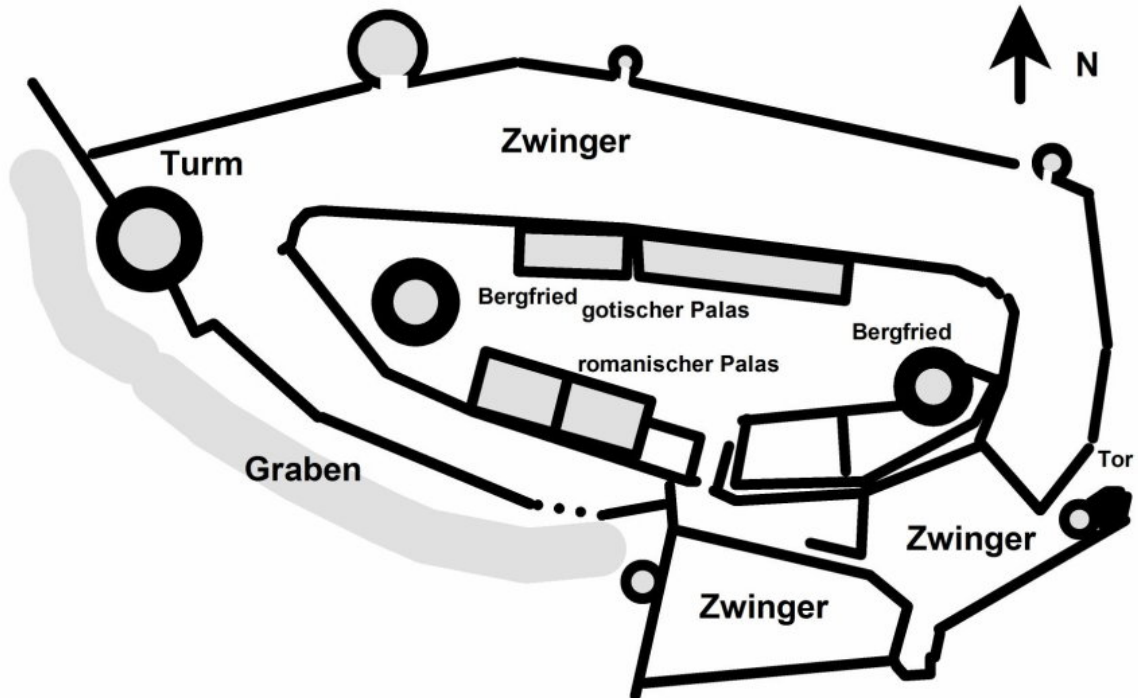 N
Zwinger
Turm
Bergfried
gotischer Palas
Bergfried
romanischer Palas
Graben
Tor
Zwinger
Zwinger